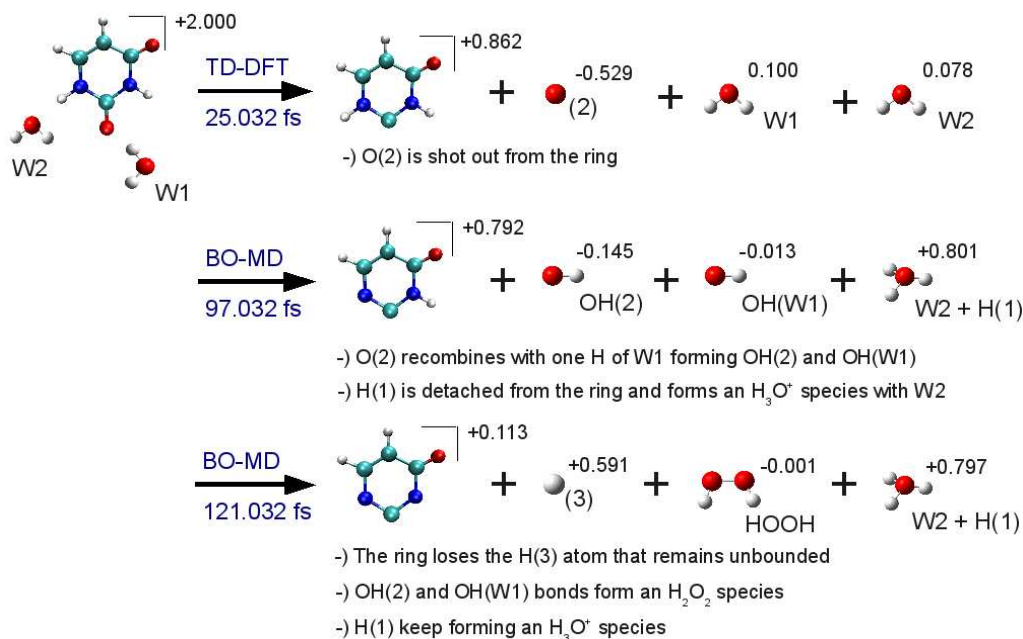 +2.000
TD-DFT
25.032 fs
+0.862
+
-0.529
(2)
+
0.100
W1
+
0.078
W2
W2
W1
-) O(2) is shot out from the ring
BO-MD
97.032 fs
+0.792
+
-0.145
OH(2)
+
-0.013
OH(W1)
+
+0.801
W2 + H(1)
-) O(2) recombines with one H of W1 forming OH(2) and OH(W1)
-) H(1) is detached from the ring and forms an H₃O⁺ species with W2
BO-MD
121.032 fs
+0.113
+
+0.591
(3)
+
-0.001
HOOH
+
+0.797
W2 + H(1)
-) The ring loses the H(3) atom that remains unbounded
-) OH(2) and OH(W1) bonds form an H₂O₂ species
-) H(1) keep forming an H₃O⁺ species